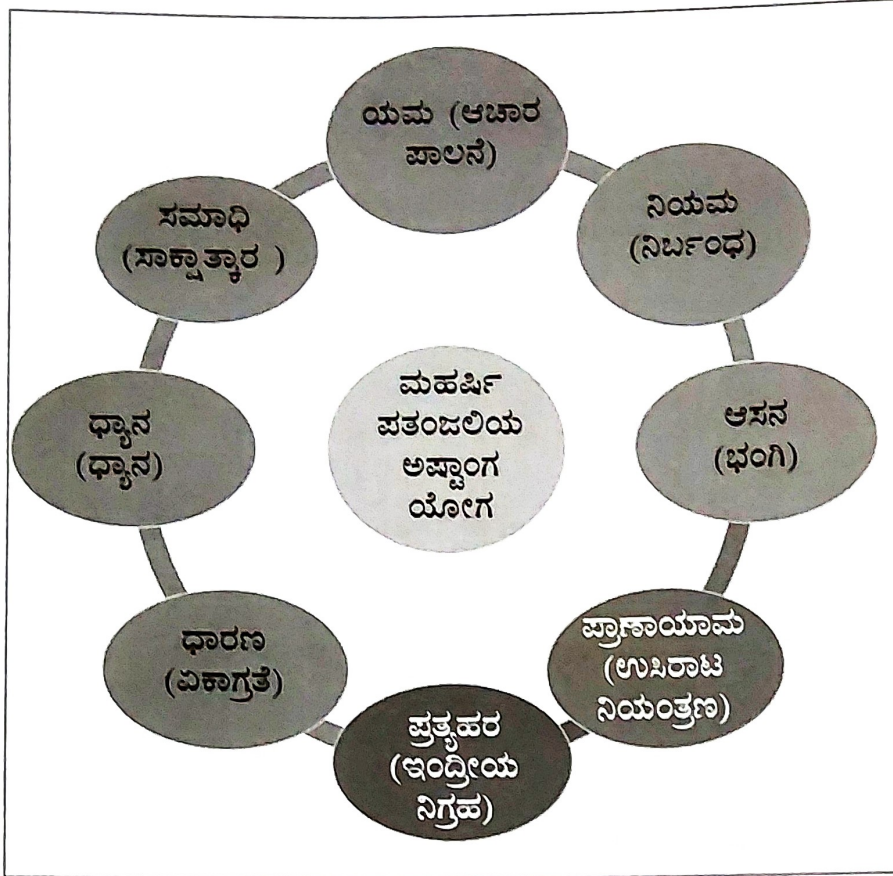 ಯಮ (ಆಚಾರ
ಪಾಲನೆ)
ನಿಯಮ
(ನಿರ್ಬಂಧ)
ಆಸನ
(ಭಂಗಿ)
ಪ್ರಾಣಾಯಾಮ
(ಉಸಿರಾಟ
ನಿಯಂತ್ರಣ)
ಪ್ರತ್ಯಹರ
(ಇಂದ್ರೀಯ
ನಿಗ್ರಹ)
ಧಾರಣ
(ಏಕಾಗ್ರತೆ)
ಧ್ಯಾನ
(ಧ್ಯಾನ)
ಸಮಾಧಿ
(ಸಾಕ್ಷಾತ್ಕಾರ )
ಮಹರ್ಷಿ
ಪತಂಜಲಿಯ
ಅಷ್ಟಾಂಗ
ಯೋಗ